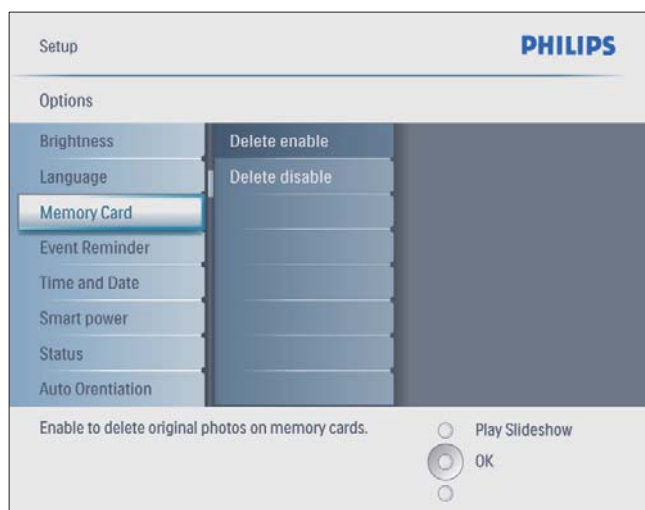 Setup
PHILIPS
Options
Brightness
Delete enable
Language
Delete disable
Memory Card
Event Reminder
Time and Date
Smart power
Status
Auto Orentiation
Enable to delete original photos on memory cards.
Play Slideshow
OK